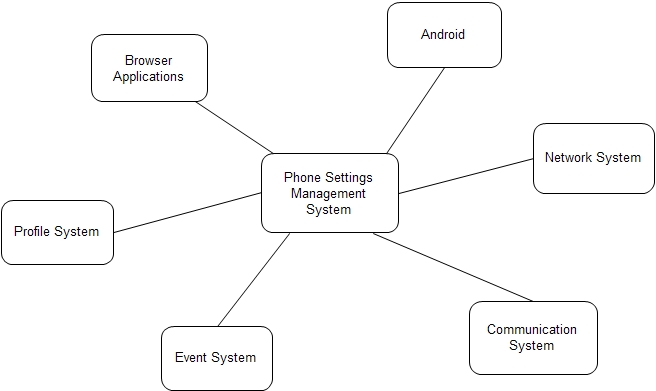 Android
Browser
Applications
Network System
Phone Settings
Management
System
Profile System
Communication
System
Event System